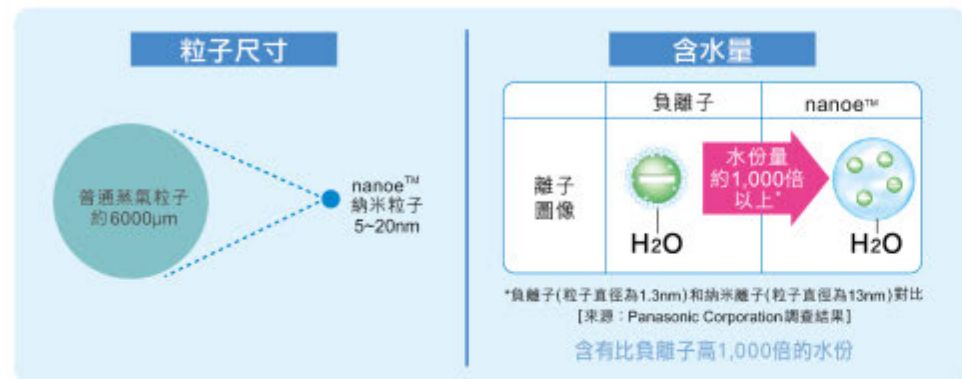 粒子尺寸
普通蒸氣粒子
約6000μm
nanoe™
納米粒子
5~20nm
含水量
負離子
nanoe™
離子
圖像
水份量
約1,000倍
以上*
H2O
H2O
*負離子(粒子直徑為1.3nm)和納米離子(粒子直徑為13nm)對比
[來源：Panasonic Corporation調查結果]
含有比負離子高1,000倍的水份